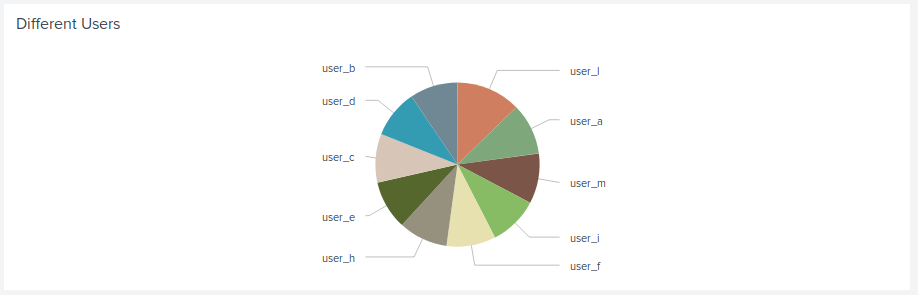 Different Users
user_b
user_l
user_d
user_a
user_c
user_m
user_e
user_i
user_h
user_f